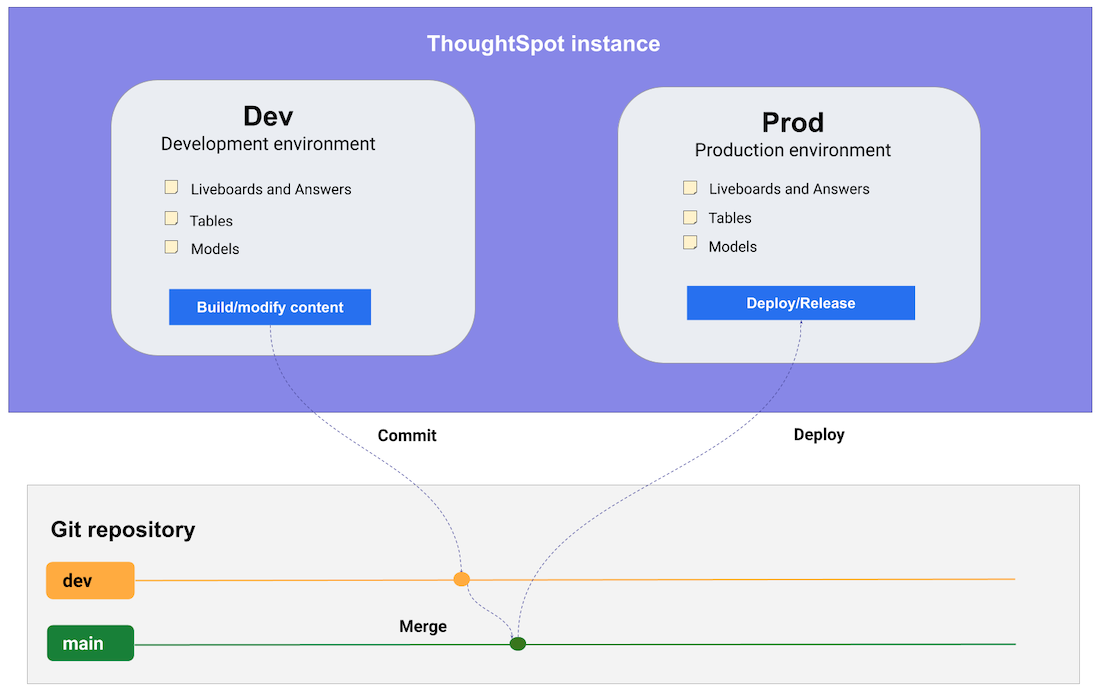 ThoughtSpot instance
Dev
Development environment
Liveboards and Answers
Tables
Models
Build/modify content
Prod
Production environment
Liveboards and Answers
Tables
Models
Deploy/Release
Commit
Deploy
Git repository
dev
Merge
main